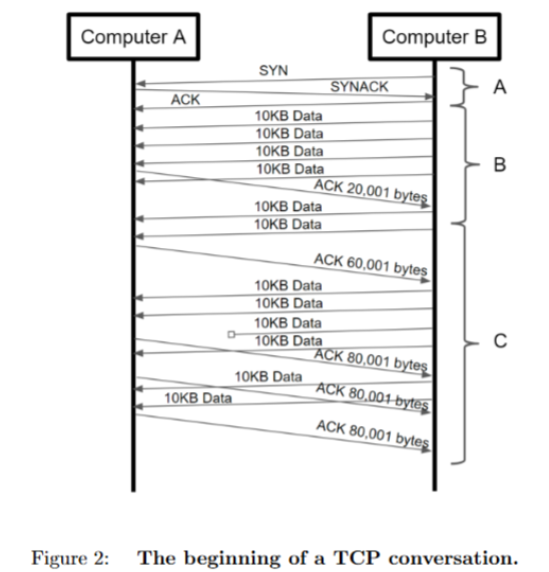 Computer A
Computer B
SYN
SYNACK
A
ACK
10KB Data
10KB Data
10KB Data
B
10KB Data
ACK 20,001 bytes
10KB Data
10KB Data
ACK 60,001 bytes
10KB Data
10KB Data
10KB Data
C
10KB Data
ACK 80,001 bytes
10KB Data
ACK 80,001 bytes
10KB Data
ACK 80,001 bytes
Figure 2: The beginning of a TCP conversation.